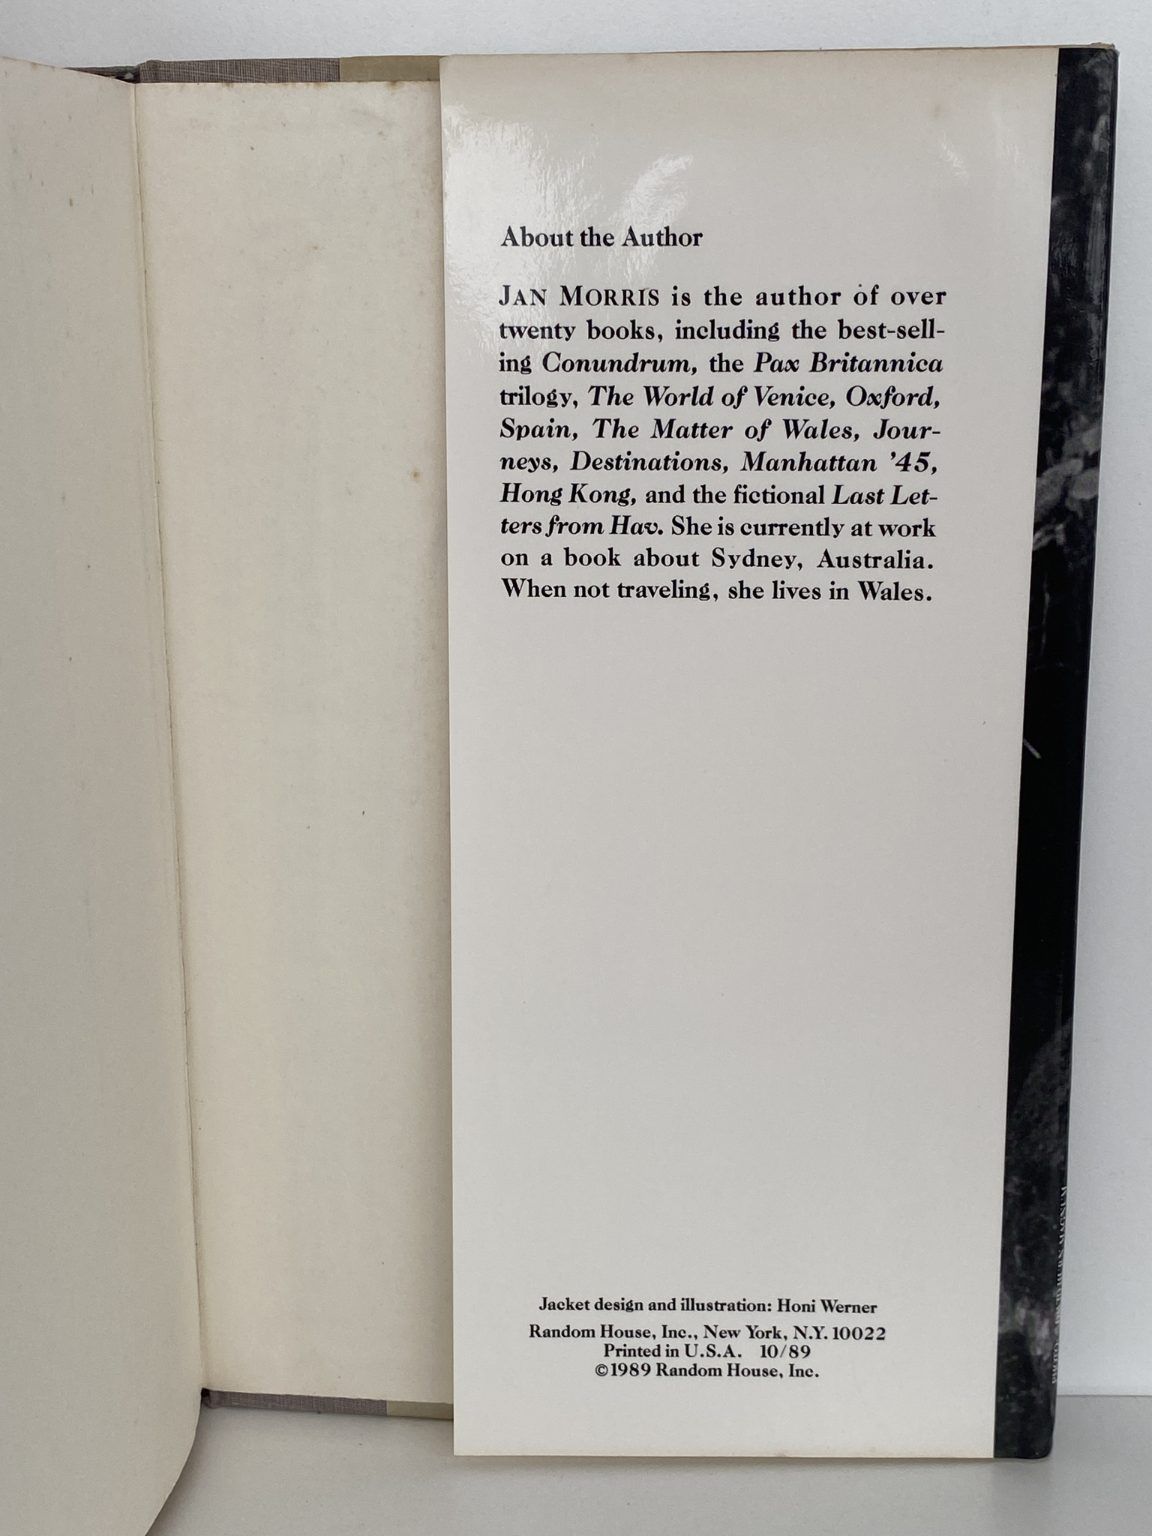 About the Author
JAN MORRIS is the author of over
twenty books, including the best-sell-
ing Conundrum, the Pax Britannica
trilogy, The World of Venice, Oxford,
Spain, The Matter of Wales, Jour-
neys, Destinations, Manhattan '45,
Hong Kong, and the fictional Last Let-
ters from Hav. She is currently at work
on a book about Sydney, Australia.
When not traveling, she lives in Wales.
Jacket design and illustration: Honi Werner
Random House, Inc., New York, N.Y. 10022
Printed in U.S.A. 10/89
©1989 Random House, Inc.